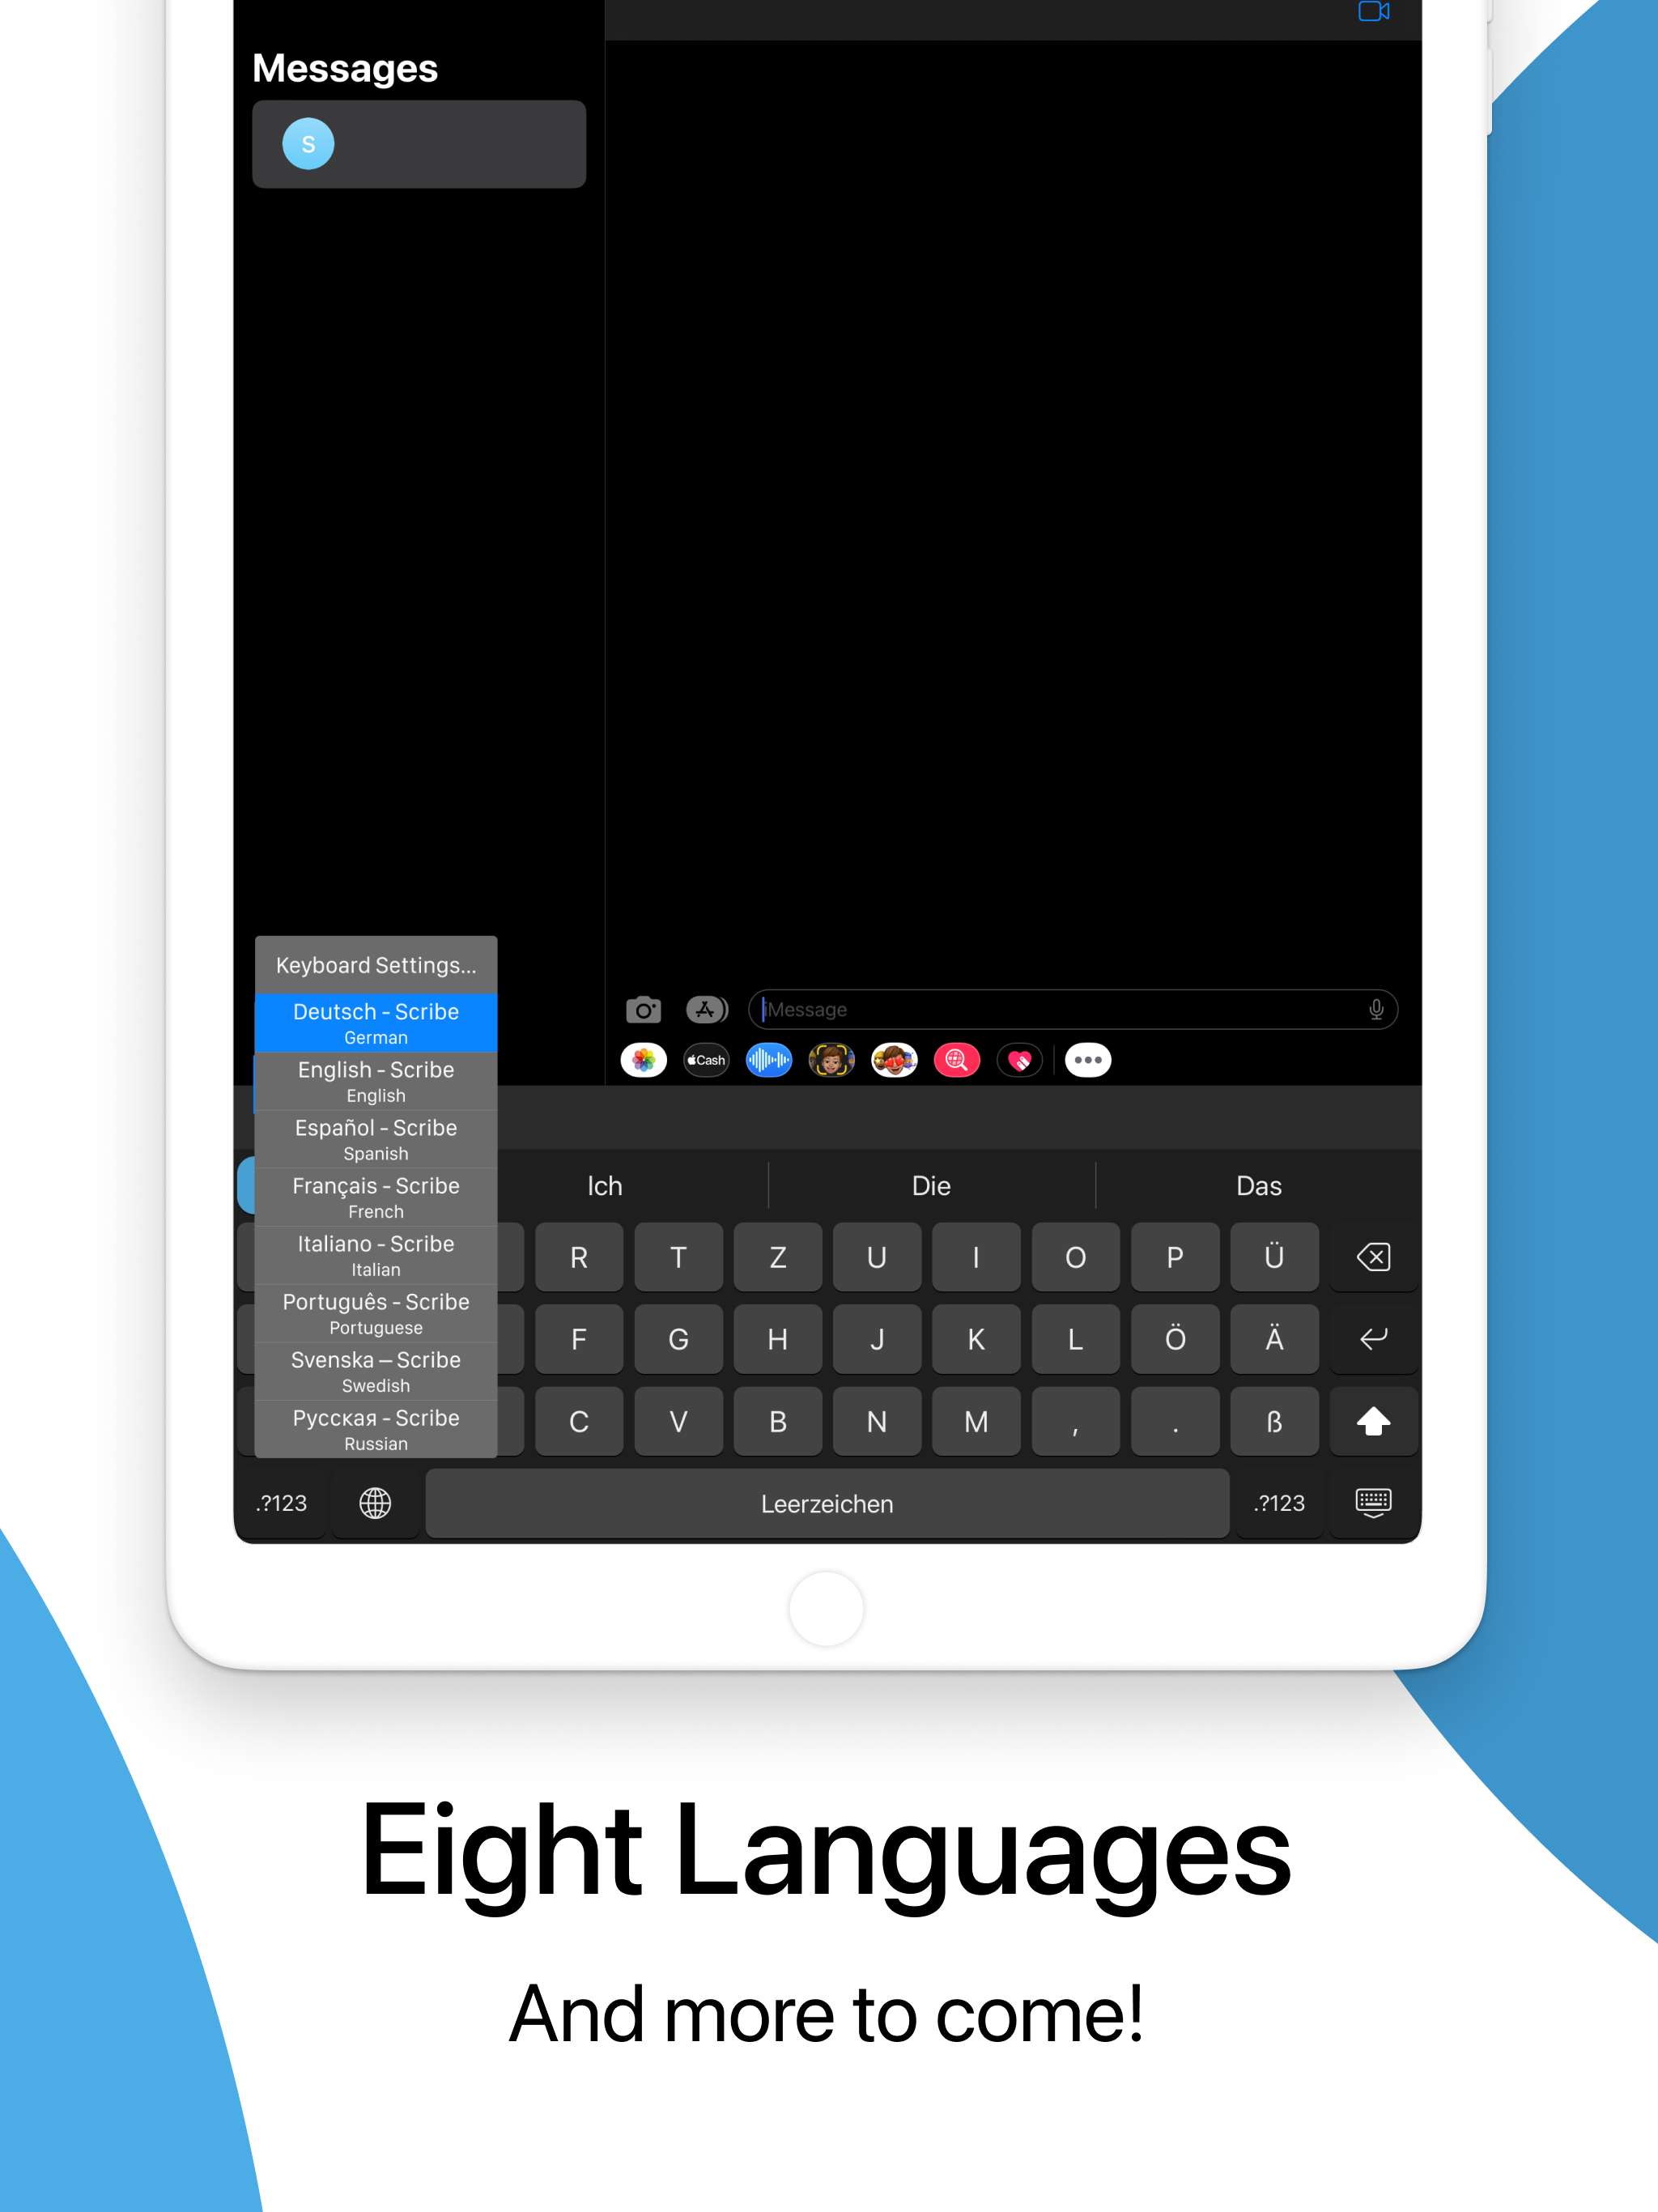 Messages
S
Keyboard Settings...
Deutsch - Scribe
German
English - Scribe
English
Español - Scribe
Spanish
Français - Scribe
French
Italiano - Scribe
Italian
Português - Scribe
Portuguese
Svenska – Scribe
Swedish
Русская - Scribe
Russian
iMessage
Cash
Ich Die Das
R T Z U I O P Ü
F G H J K L Ö Ä
C V B N M , . ß
.?123 Leerzeichen .?123
Eight Languages
And more to come!